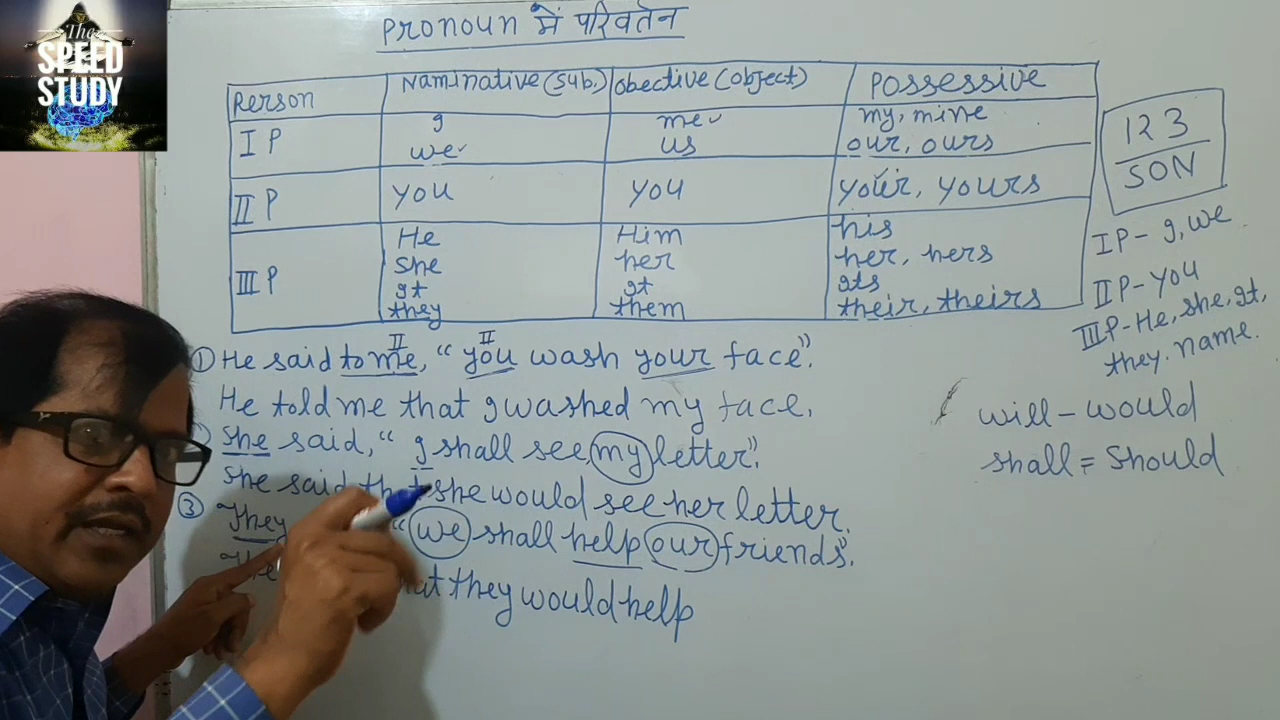 The
SPEED
STUDY
Pronoun में परिवर्तन
Person Naminative (sub.) obective (object) Possessive
I P I me my, mine
we us our, ours
II P you you your, yours
III P He Him his
she her her, hers
It It Its
they them their, theirs
1 2 3
SON
I P - I, we
II P - you
III P - He, she, It,
they. name.
II II
① He said to me, “you wash your face”.
He told me that I washed my face.
she said, “I shall see my letter”.
she said that she would see her letter.
③ They “we shall help our friends”.
they would help
will - would
shall = should